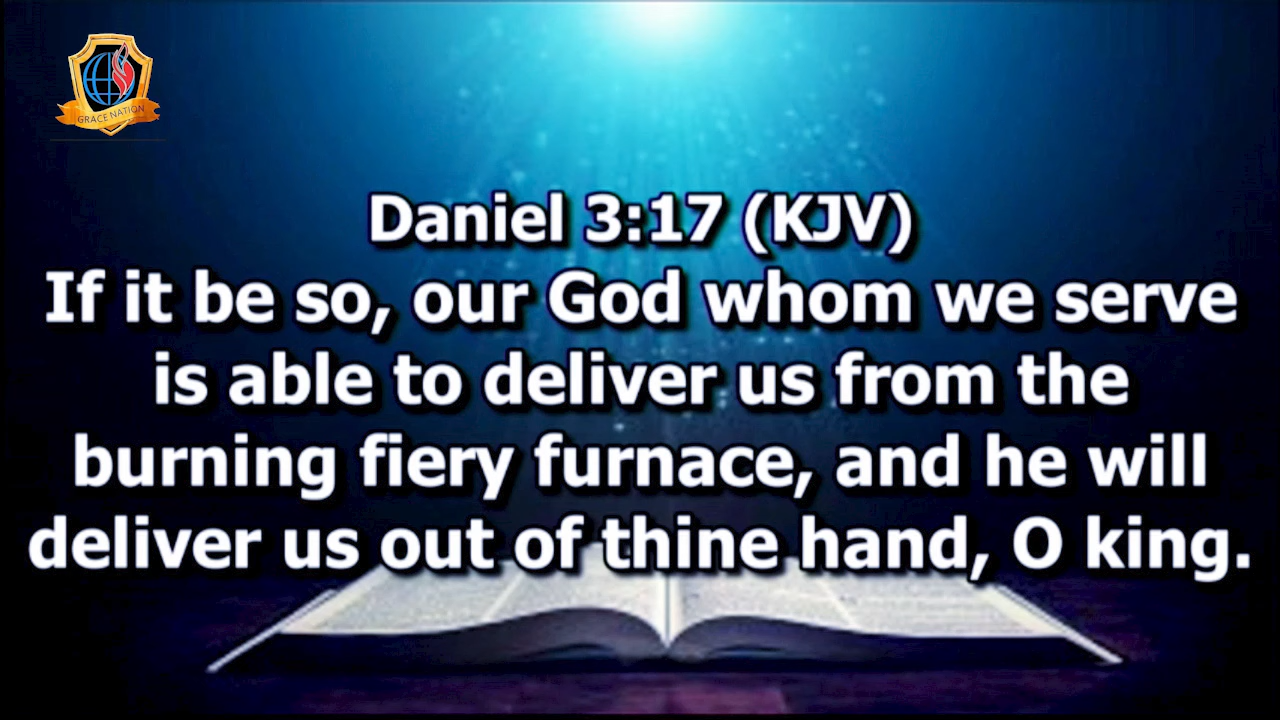 GRACE NATION
Daniel 3:17 (KJV)
If it be so, our God whom we serve
is able to deliver us from the
burning fiery furnace, and he will
deliver us out of thine hand, O king.